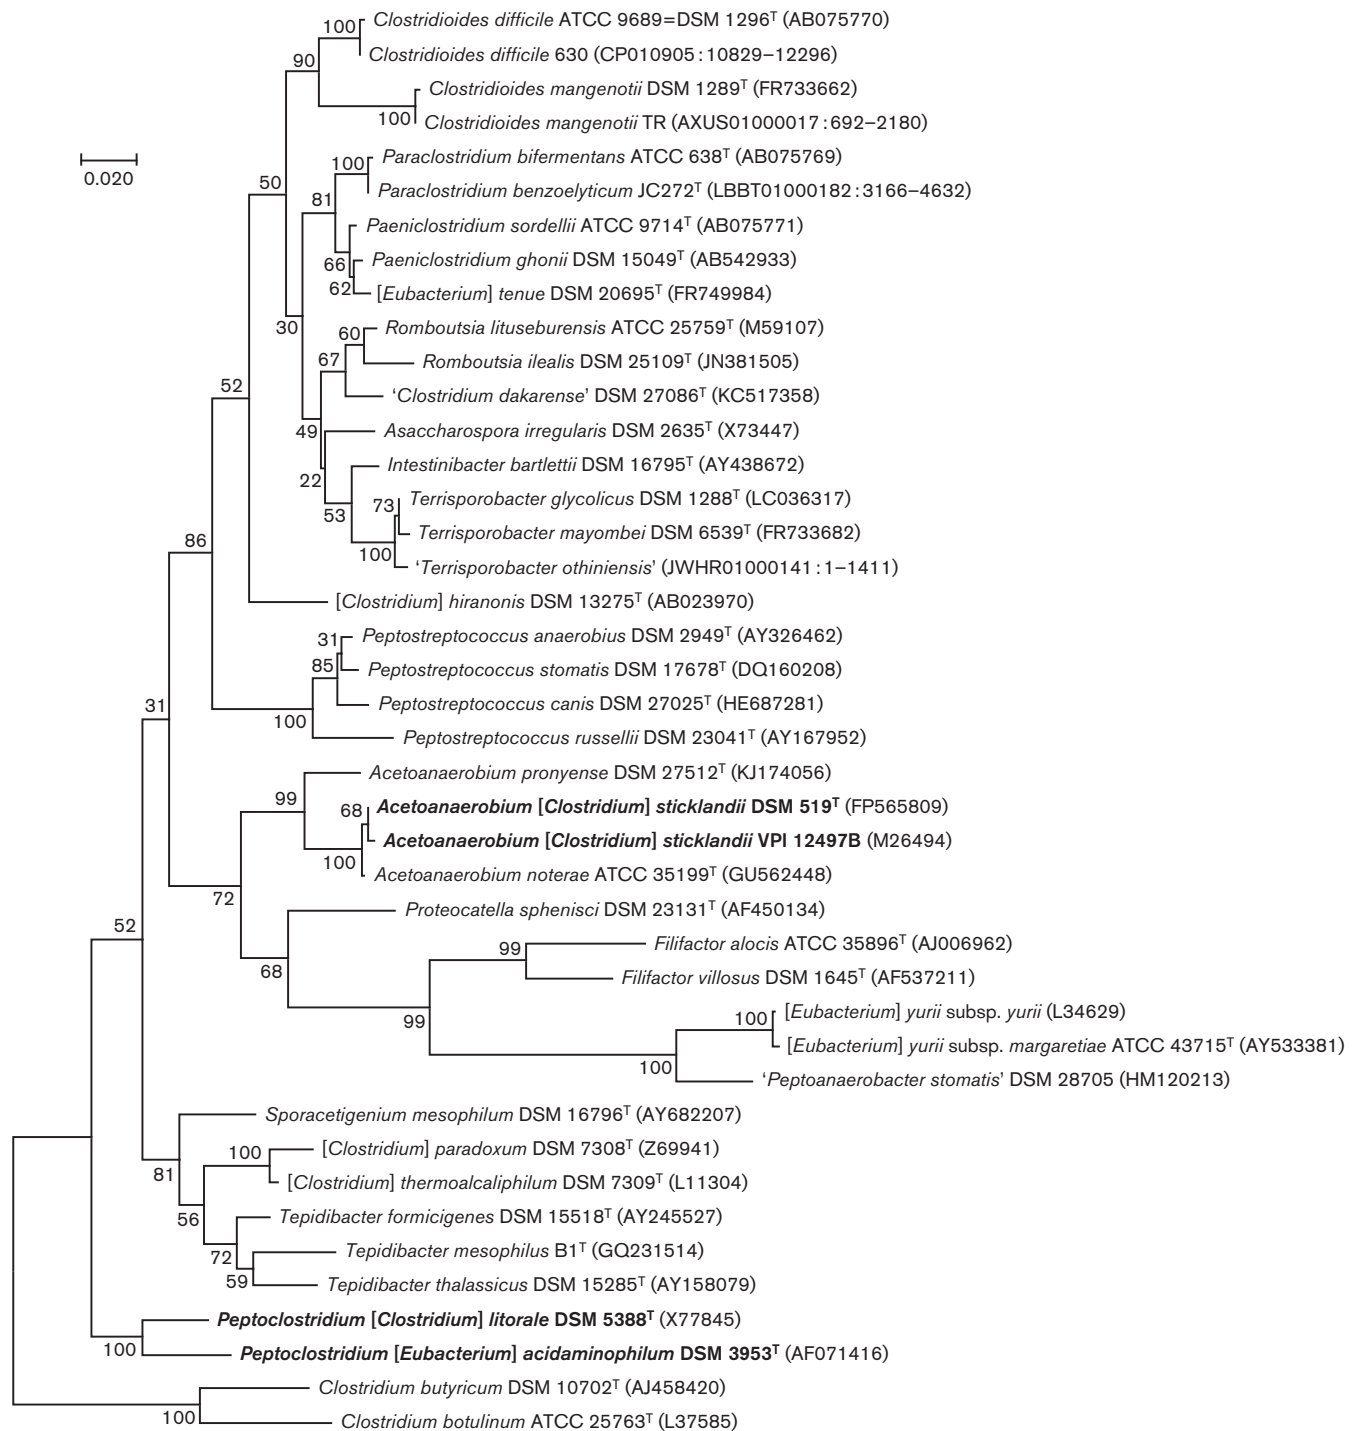 100 Clostridioides difficile ATCC 9689=DSM 1296ᵀ (AB075770)
Clostridioides difficile 630 (CP010905:10829–12296)
90
Clostridioides mangenotii DSM 1289ᵀ (FR733662)
100 Clostridioides mangenotii TR (AXUS01000017:692–2180)
0.020
100 Paraclostridium bifermentans ATCC 638ᵀ (AB075769)
50
81 Paraclostridium benzoelyticum JC272ᵀ (LBBT01000182:3166–4632)
Paeniclostridium sordellii ATCC 9714ᵀ (AB075771)
66 Paeniclostridium ghonii DSM 15049ᵀ (AB542933)
62 [Eubacterium] tenue DSM 20695ᵀ (FR749984)
30
60 Romboutsia lituseburensis ATCC 25759ᵀ (M59107)
67 Romboutsia ilealis DSM 25109ᵀ (JN381505)
52
‘Clostridium dakarense’ DSM 27086ᵀ (KC517358)
49 Asaccharospora irregularis DSM 2635ᵀ (X73447)
Intestinibacter bartlettii DSM 16795ᵀ (AY438672)
22
73 Terrisporobacter glycolicus DSM 1288ᵀ (LC036317)
53
Terrisporobacter mayombei DSM 6539ᵀ (FR733682)
86
100
‘Terrisporobacter othiniensis’ (JWHR01000141:1–1411)
[Clostridium] hiranonis DSM 13275ᵀ (AB023970)
31 Peptostreptococcus anaerobius DSM 2949ᵀ (AY326462)
85 Peptostreptococcus stomatis DSM 17678ᵀ (DQ160208)
31
Peptostreptococcus canis DSM 27025ᵀ (HE687281)
100
Peptostreptococcus russellii DSM 23041ᵀ (AY167952)
Acetoanaerobium pronyense DSM 27512ᵀ (KJ174056)
99
68 Acetoanaerobium [Clostridium] sticklandii DSM 519ᵀ (FP565809)
Acetoanaerobium [Clostridium] sticklandii VPI 12497B (M26494)
100
Acetoanaerobium noterae ATCC 35199ᵀ (GU562448)
72
Proteocatella sphenisci DSM 23131ᵀ (AF450134)
52
99 Filifactor alocis ATCC 35896ᵀ (AJ006962)
68
Filifactor villosus DSM 1645ᵀ (AF537211)
100 [Eubacterium] yurii subsp. yurii (L34629)
99
[Eubacterium] yurii subsp. margaretiae ATCC 43715ᵀ (AY533381)
100
‘Peptoanaerobacter stomatis’ DSM 28705 (HM120213)
Sporacetigenium mesophilum DSM 16796ᵀ (AY682207)
100 [Clostridium] paradoxum DSM 7308ᵀ (Z69941)
81
[Clostridium] thermoalcaliphilum DSM 7309ᵀ (L11304)
56 Tepidibacter formicigenes DSM 15518ᵀ (AY245527)
72 Tepidibacter mesophilus B1ᵀ (GQ231514)
59 Tepidibacter thalassicus DSM 15285ᵀ (AY158079)
Peptoclostridium [Clostridium] litorale DSM 5388ᵀ (X77845)
100 Peptoclostridium [Eubacterium] acidaminophilum DSM 3953ᵀ (AF071416)
Clostridium butyricum DSM 10702ᵀ (AJ458420)
100 Clostridium botulinum ATCC 25763ᵀ (L37585)